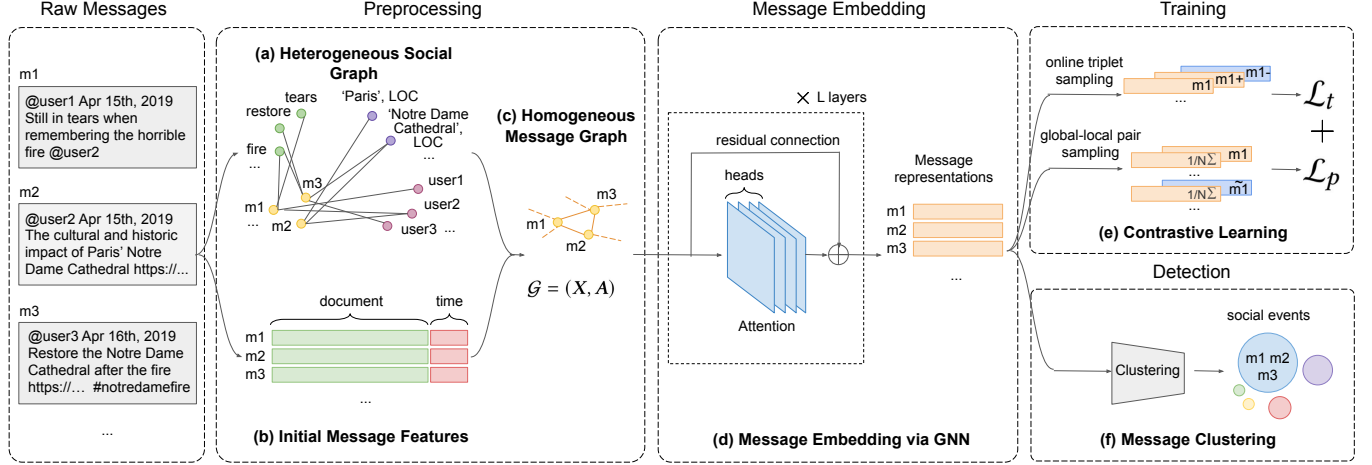 Raw Messages
m1
@user1 Apr 15th, 2019
Still in tears when
remembering the horrible
fire @user2
m2
@user2 Apr 15th, 2019
The cultural and historic
impact of Paris' Notre
Dame Cathedral https://...
m3
@user3 Apr 16th, 2019
Restore the Notre Dame
Cathedral after the fire
https://... #notredamefire
...
Preprocessing
(a) Heterogeneous Social
Graph
tears
restore
fire
...
'Paris', LOC
'Notre Dame
Cathedral',
LOC
...
m3
m1
...
m2
user1
user2
user3 ...
document
time
m1
m2
m3
...
(b) Initial Message Features
(c) Homogeneous
Message Graph
m3
m1
m2
𝒢 = (X, A)
Message Embedding
× L layers
residual connection
heads
Attention
Message
representations
m1
m2
m3
...
(d) Message Embedding via GNN
Training
online triplet
sampling
m1-
m1+
m1
...
ℒt
+
global-local pair
sampling
m1
1/NΣ
...
m̃1
1/NΣ
...
ℒp
(e) Contrastive Learning
Detection
social events
Clustering
m1 m2
m3
(f) Message Clustering